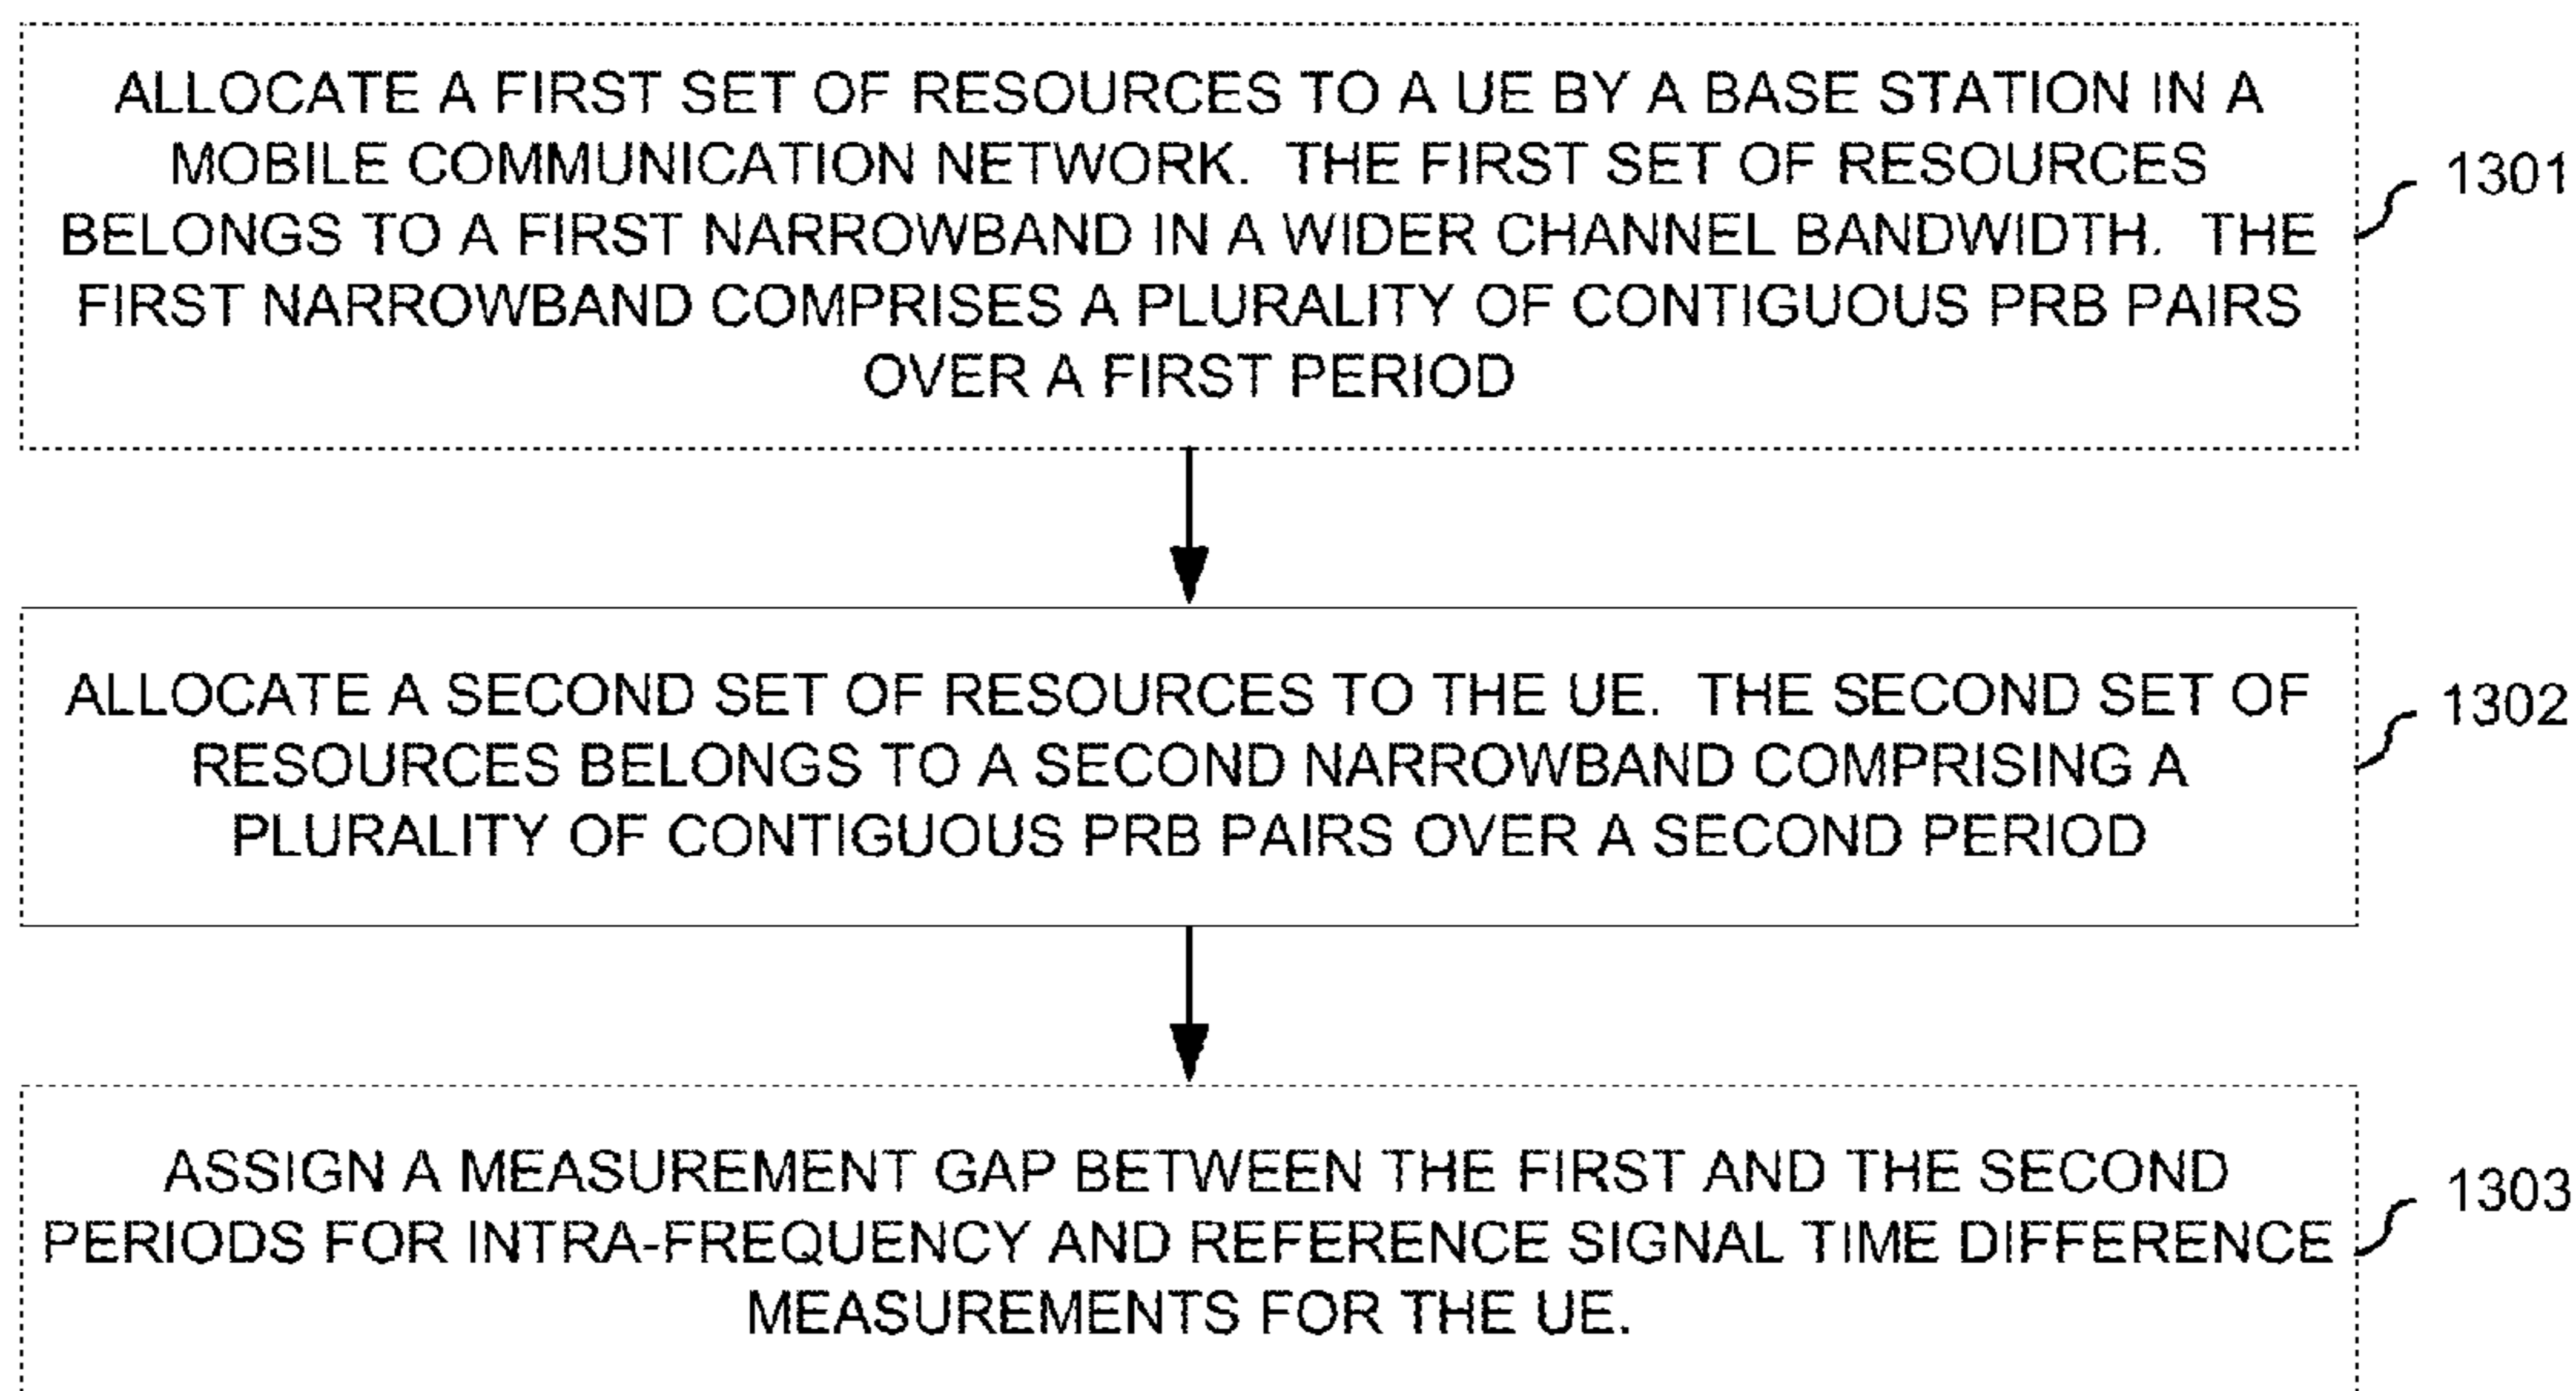 ALLOCATE A FIRST SET OF RESOURCES TO A UE BY A BASE STATION IN A
MOBILE COMMUNICATION NETWORK. THE FIRST SET OF RESOURCES
BELONGS TO A FIRST NARROWBAND IN A WIDER CHANNEL BANDWIDTH. THE
FIRST NARROWBAND COMPRISES A PLURALITY OF CONTIGUOUS PRB PAIRS
OVER A FIRST PERIOD
1301
ALLOCATE A SECOND SET OF RESOURCES TO THE UE. THE SECOND SET OF
RESOURCES BELONGS TO A SECOND NARROWBAND COMPRISING A
PLURALITY OF CONTIGUOUS PRB PAIRS OVER A SECOND PERIOD
1302
ASSIGN A MEASUREMENT GAP BETWEEN THE FIRST AND THE SECOND
PERIODS FOR INTRA-FREQUENCY AND REFERENCE SIGNAL TIME DIFFERENCE
MEASUREMENTS FOR THE UE.
1303